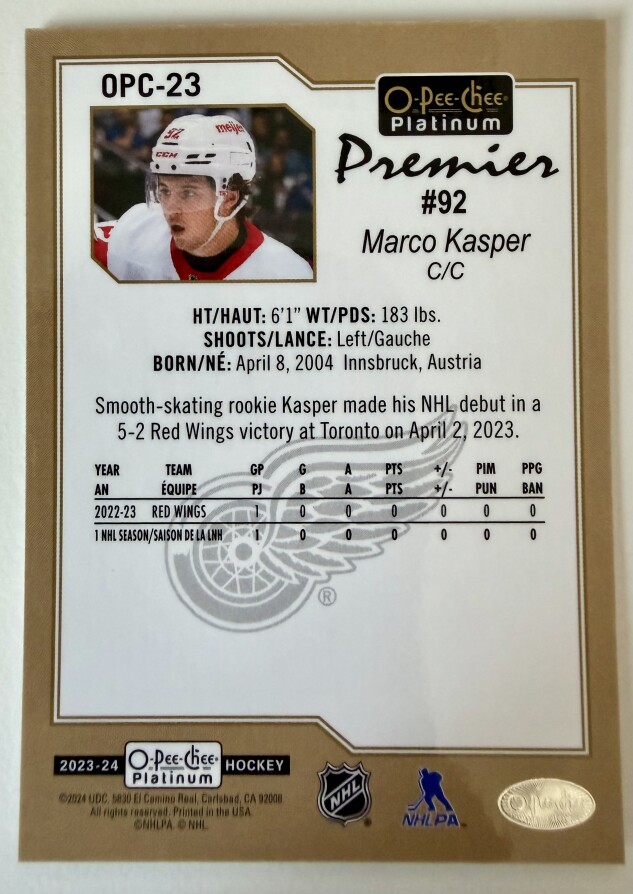 OPC-23
O-Pee-Chee
Platinum
Premier
#92
Marco Kasper
C/C
92
CCM
meijer
HT/HAUT: 6'1" WT/PDS: 183 lbs.
SHOOTS/LANCE: Left/Gauche
BORN/NÉ: April 8, 2004 Innsbruck, Austria
Smooth-skating rookie Kasper made his NHL debut in a
5-2 Red Wings victory at Toronto on April 2, 2023.
YEAR TEAM GP G A PTS +/- PIM PPG
AN ÉQUIPE PJ B A PTS +/- PUN BAN
2022-23 RED WINGS 1 0 0 0 0 0 0
1 NHL SEASON/SAISON DE LA LNH 1 0 0 0 0 0 0
®
2023-24 O-Pee-Chee Platinum HOCKEY
©2024 UDC. 5830 El Camino Real, Carlsbad, CA 92008
All rights reserved. Printed in the USA.
©NHLPA. © NHL.
NHL
NHLPA
O-Pee-Chee